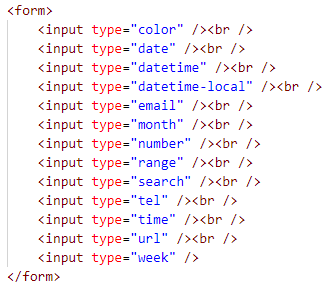 <form>
    <input type="color" /><br />
    <input type="date" /><br />
    <input type="datetime" /><br />
    <input type="datetime-local" /><br />
    <input type="email" /><br />
    <input type="month" /><br />
    <input type="number" /><br />
    <input type="range" /><br />
    <input type="search" /><br />
    <input type="tel" /><br />
    <input type="time" /><br />
    <input type="url" /><br />
    <input type="week" />
</form>